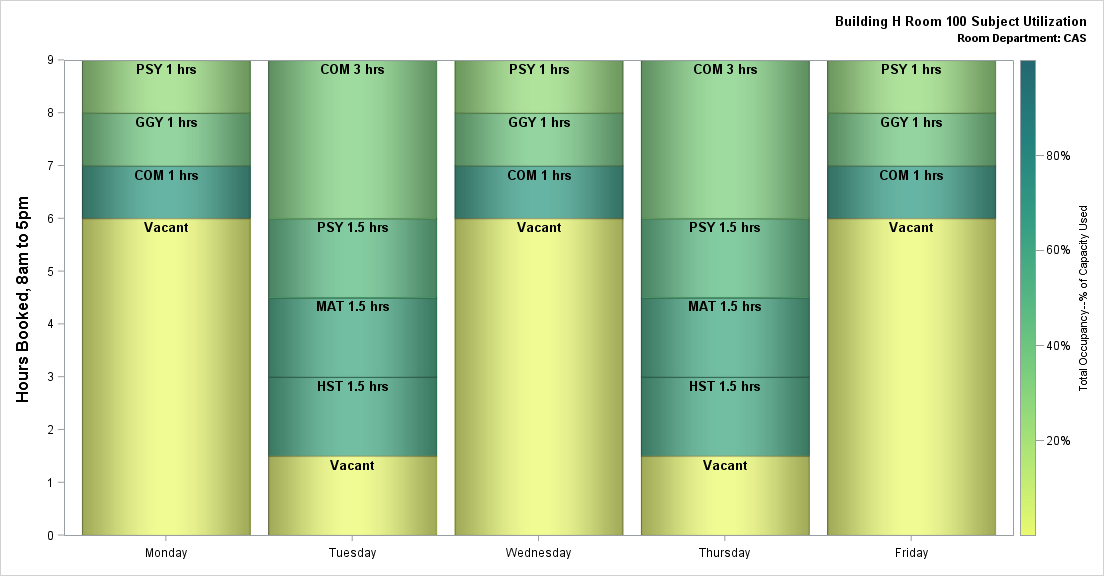 Building H Room 100 Subject Utilization
Room Department: CAS
Hours Booked, 8am to 5pm
9
8
7
6
5
4
3
2
1
0
PSY 1 hrs
GGY 1 hrs
COM 1 hrs
Vacant
COM 3 hrs
PSY 1.5 hrs
MAT 1.5 hrs
HST 1.5 hrs
Vacant
PSY 1 hrs
GGY 1 hrs
COM 1 hrs
Vacant
COM 3 hrs
PSY 1.5 hrs
MAT 1.5 hrs
HST 1.5 hrs
Vacant
PSY 1 hrs
GGY 1 hrs
COM 1 hrs
Vacant
Monday
Tuesday
Wednesday
Thursday
Friday
80%
60%
40%
20%
Total Occupancy--% of Capacity Used